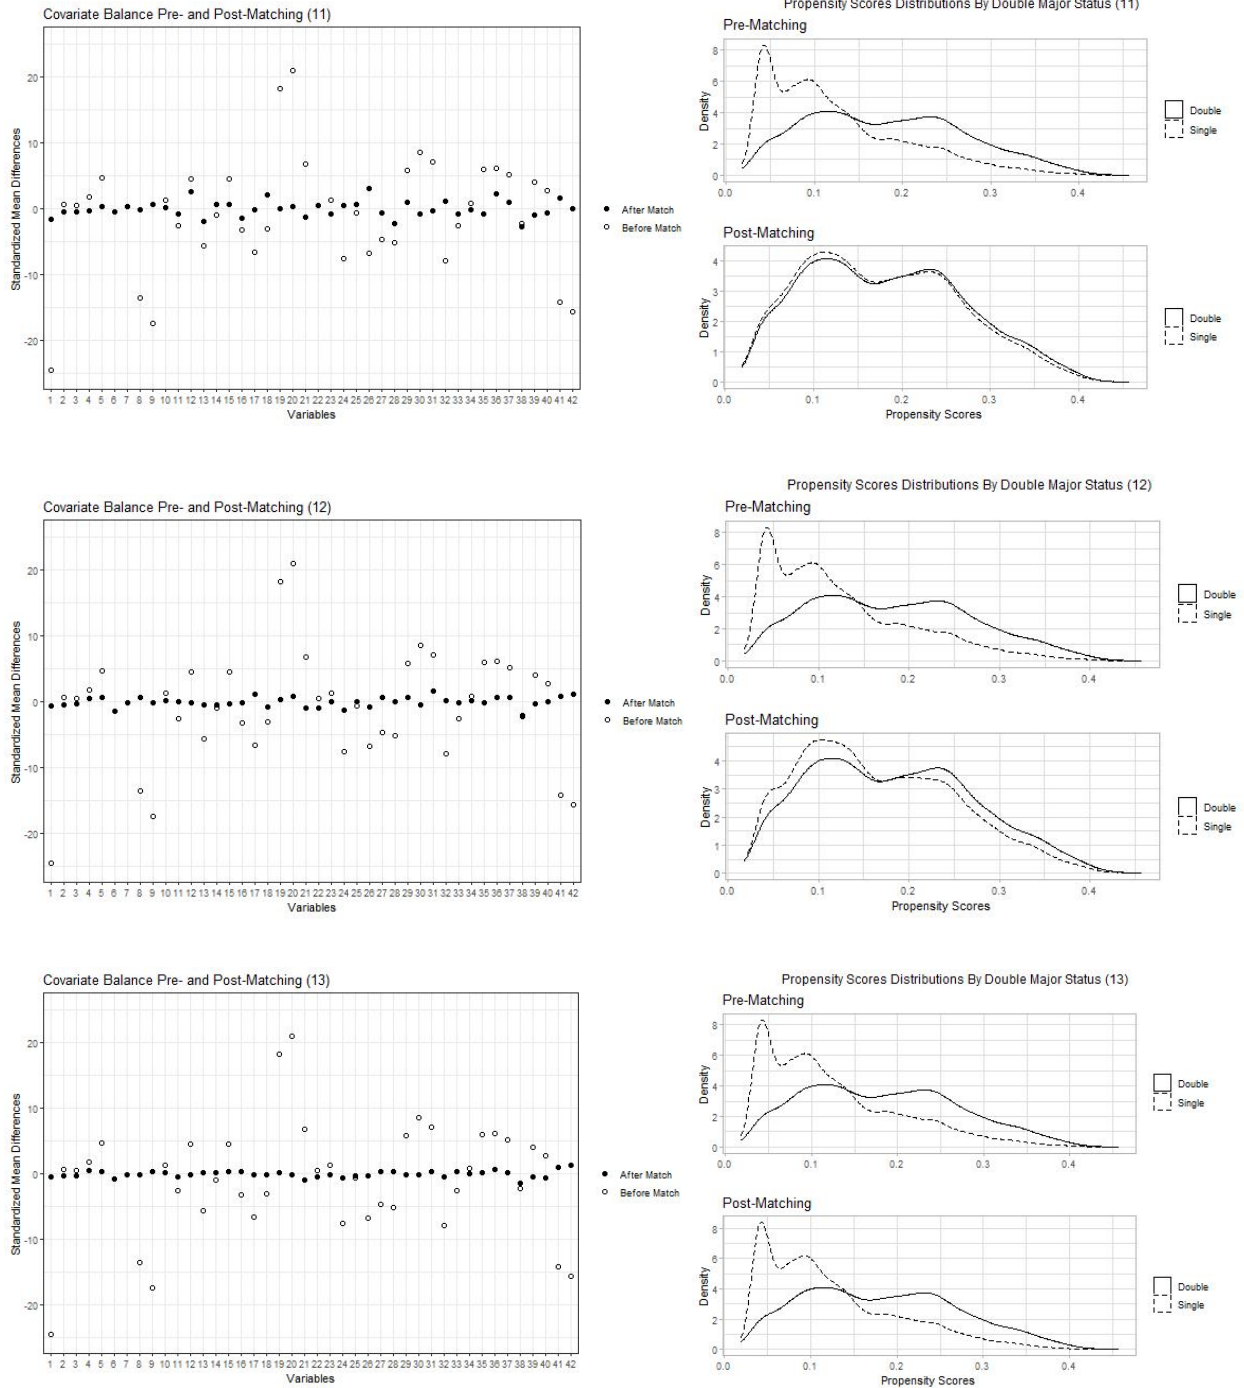 Covariate Balance Pre- and Post-Matching (11)
Standardized Mean Differences
20
10
0
-10
-20
1 2 3 4 5 6 7 8 9 10 11 12 13 14 15 16 17 18 19 20 21 22 23 24 25 26 27 28 29 30 31 32 33 34 35 36 37 38 39 40 41 42
Variables
After Match
Before Match
Propensity Scores Distributions By Double Major Status (11)
Pre-Matching
Density
8
6
4
2
0
0.0 0.1 0.2 0.3 0.4
Double
Single
Post-Matching
Density
4
3
2
1
0
0.0 0.1 0.2 0.3 0.4
Propensity Scores
Double
Single
Covariate Balance Pre- and Post-Matching (12)
Standardized Mean Differences
20
10
0
-10
-20
1 2 3 4 5 6 7 8 9 10 11 12 13 14 15 16 17 18 19 20 21 22 23 24 25 26 27 28 29 30 31 32 33 34 35 36 37 38 39 40 41 42
Variables
After Match
Before Match
Propensity Scores Distributions By Double Major Status (12)
Pre-Matching
Density
8
6
4
2
0
0.0 0.1 0.2 0.3 0.4
Double
Single
Post-Matching
Density
4
3
2
1
0
0.0 0.1 0.2 0.3 0.4
Propensity Scores
Double
Single
Covariate Balance Pre- and Post-Matching (13)
Standardized Mean Differences
20
10
0
-10
-20
1 2 3 4 5 6 7 8 9 10 11 12 13 14 15 16 17 18 19 20 21 22 23 24 25 26 27 28 29 30 31 32 33 34 35 36 37 38 39 40 41 42
Variables
After Match
Before Match
Propensity Scores Distributions By Double Major Status (13)
Pre-Matching
Density
8
6
4
2
0
0.0 0.1 0.2 0.3 0.4
Double
Single
Post-Matching
Density
8
6
4
2
0
0.0 0.1 0.2 0.3 0.4
Propensity Scores
Double
Single